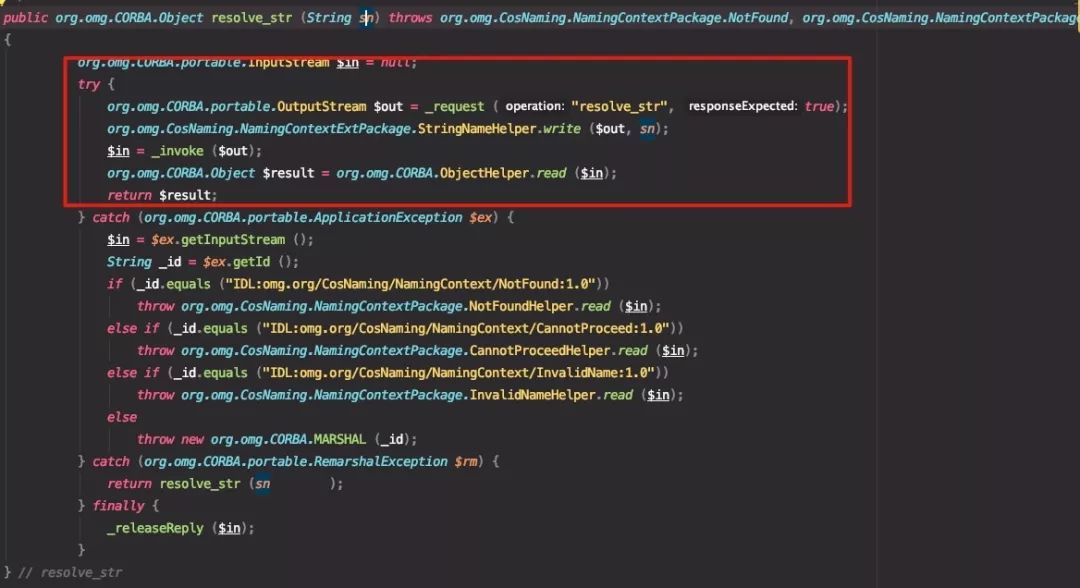 public org.omg.CORBA.Object resolve_str (String sn) throws org.omg.CosNaming.NamingContextPackage.NotFound, org.omg.CosNaming.NamingContextPackag
{
org.omg.CORBA.portable.InputStream $in = null;
try {
org.omg.CORBA.portable.OutputStream $out = _request ( operation: "resolve_str", responseExpected: true);
org.omg.CosNaming.NamingContextExtPackage.StringNameHelper.write ($out, sn);
$in = _invoke ($out);
org.omg.CORBA.Object $result = org.omg.CORBA.ObjectHelper.read ($in);
return $result;
} catch (org.omg.CORBA.portable.ApplicationException $ex) {
$in = $ex.getInputStream ();
String _id = $ex.getId ();
if (_id.equals ("IDL:omg.org/CosNaming/NamingContext/NotFound:1.0"))
throw org.omg.CosNaming.NamingContextPackage.NotFoundHelper.read ($in);
else if (_id.equals ("IDL:omg.org/CosNaming/NamingContext/CannotProceed:1.0"))
throw org.omg.CosNaming.NamingContextPackage.CannotProceedHelper.read ($in);
else if (_id.equals ("IDL:omg.org/CosNaming/NamingContext/InvalidName:1.0"))
throw org.omg.CosNaming.NamingContextPackage.InvalidNameHelper.read ($in);
else
throw new org.omg.CORBA.MARSHAL (_id);
} catch (org.omg.CORBA.portable.RemarshalException $rm) {
return resolve_str (sn );
} finally {
_releaseReply ($in);
}
} // resolve_str